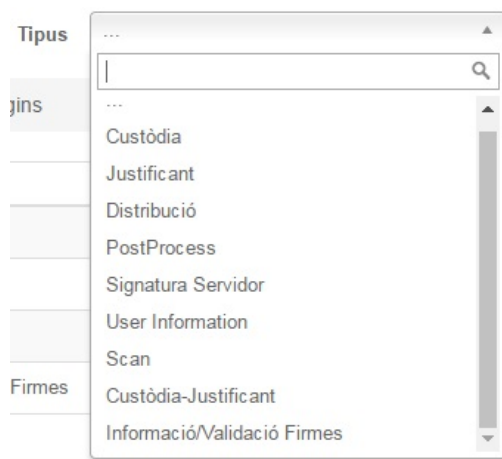 Tipus
...
gins
...
Custòdia
Justificant
Distribució
PostProcess
Signatura Servidor
User Information
Scan
Firmes
Custòdia-Justificant
Informació/Validació Firmes